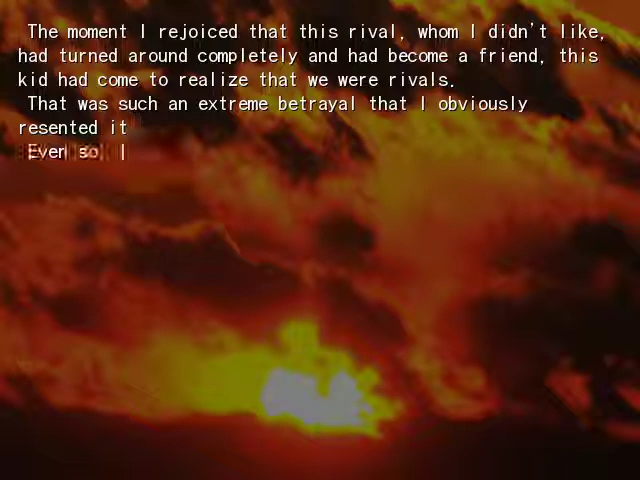 The moment I rejoiced that this rival, whom I didn't like,
had turned around completely and had become a friend, this
kid had come to realize that we were rivals.
That was such an extreme betrayal that I obviously
resented it
Even so, I